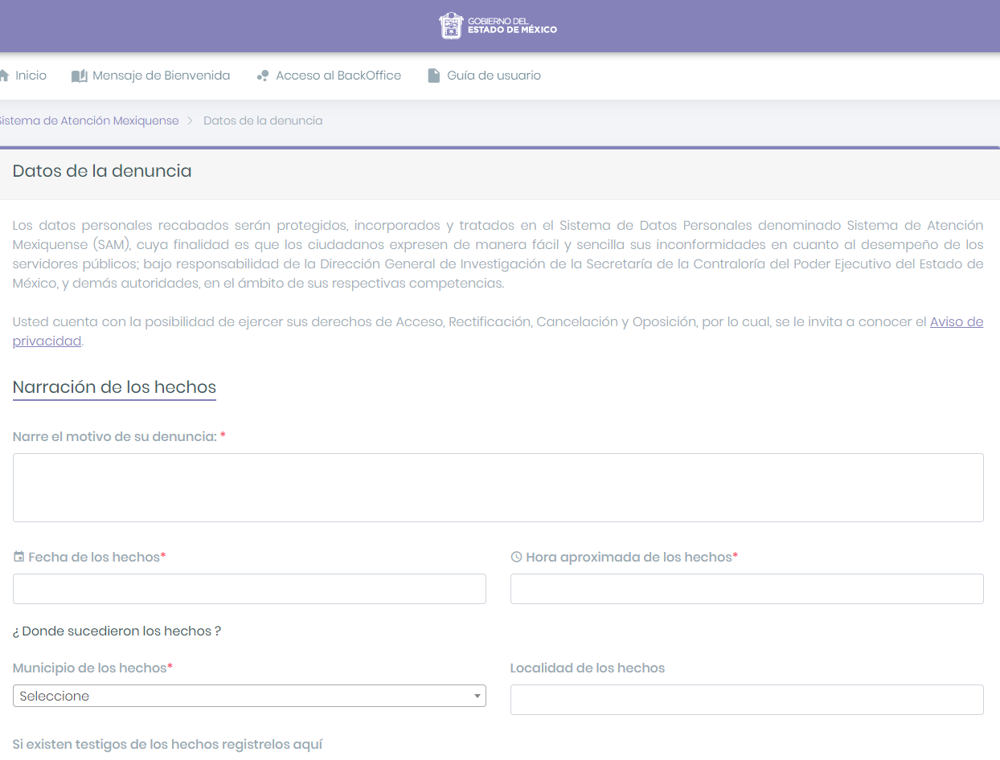 GOBIERNO DEL
ESTADO DE MÉXICO
Inicio Mensaje de Bienvenida Acceso al BackOffice Guía de usuario
Sistema de Atención Mexiquense > Datos de la denuncia
Datos de la denuncia
Los datos personales recabados serán protegidos, incorporados y tratados en el Sistema de Datos Personales denominado Sistema de Atención
Mexiquense (SAM), cuya finalidad es que los ciudadanos expresen de manera fácil y sencilla sus inconformidades en cuanto al desempeño de los
servidores públicos; bajo responsabilidad de la Dirección General de Investigación de la Secretaría de la Contraloría del Poder Ejecutivo del Estado de
México, y demás autoridades, en el ámbito de sus respectivas competencias.
Usted cuenta con la posibilidad de ejercer sus derechos de Acceso, Rectificación, Cancelación y Oposición, por lo cual, se le invita a conocer el Aviso de
privacidad.
Narración de los hechos
Narre el motivo de su denuncia: *
Fecha de los hechos* Hora aproximada de los hechos*
¿ Donde sucedieron los hechos ?
Municipio de los hechos* Localidad de los hechos
Seleccione
Si existen testigos de los hechos registrelos aquí